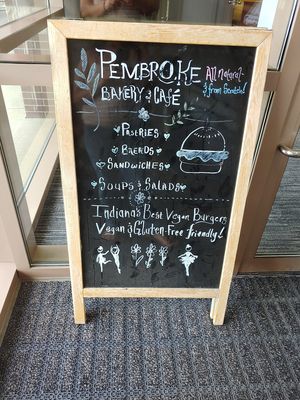 PEMBROKE
BAKERY & CAFÉ
All natural
& from Scratch!
PASTRIES
BREADS
SANDWICHES
SOUPS & SALADS
INDIANA'S BEST VEGAN BURGERS
VEGAN & GLUTEN-FREE FRIENDLY!